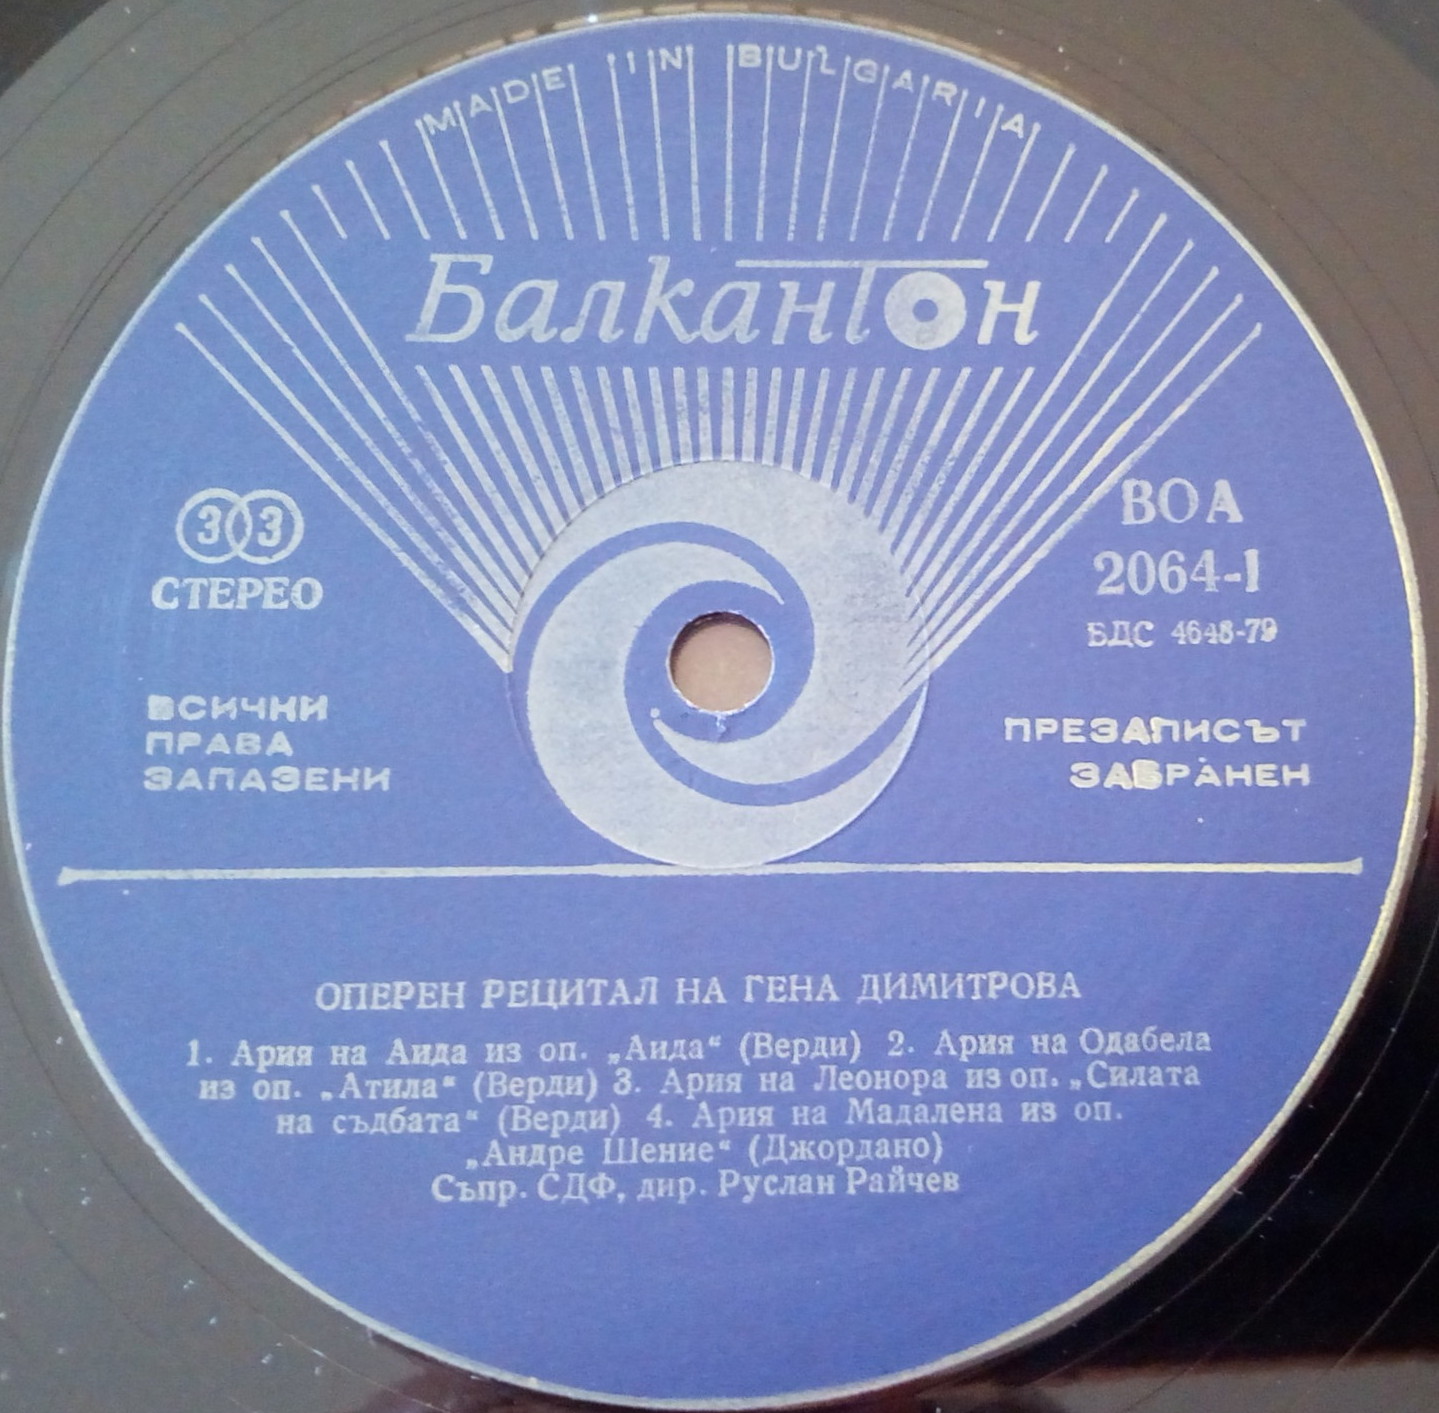 MADE IN BULGARIA
Балкантон
33
СТЕРЕО
ВОА
2064-1
БДС 4648-79
ВСИЧКИ
ПРАВА
ЗАПАЗЕНИ
ПРЕЗАПИСЪТ
ЗАБРАНЕН
ОПЕРЕН РЕЦИТАЛ НА ГЕНА ДИМИТРОВА
1. Ария на Аида из оп. „Аида“ (Верди) 2. Ария на Одабела
из оп. „Атила“ (Верди) 3. Ария на Леонора из оп. „Силата
на съдбата“ (Верди) 4. Ария на Мадалена из оп.
„Андре Шение“ (Джордано)
Съпр. СДФ, дир. Руслан Райчев